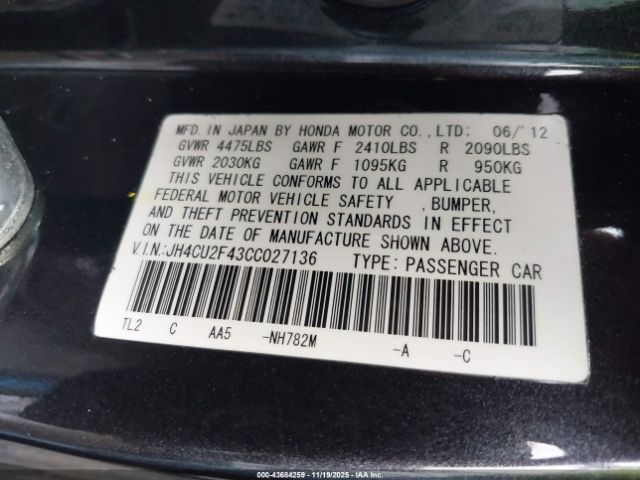 MFD. IN JAPAN BY HONDA MOTOR CO.,LTD; 06/'12
GVWR 4475LBS GAWR F 2410LBS R 2090LBS
GVWR 2030KG GAWR F 1095KG R 950KG
THIS VEHICLE CONFORMS TO ALL APPLICABLE
FEDERAL MOTOR VEHICLE SAFETY , BUMPER,
AND THEFT PREVENTION STANDARDS IN EFFECT
ON THE DATE OF MANUFACTURE SHOWN ABOVE.
V.I.N.:JH4CU2F43CC027136 TYPE: PASSENGER CAR
TL2 C AA5 -NH782M -A -C
000-43684259 - 11/19/2025 - IAAI.COM